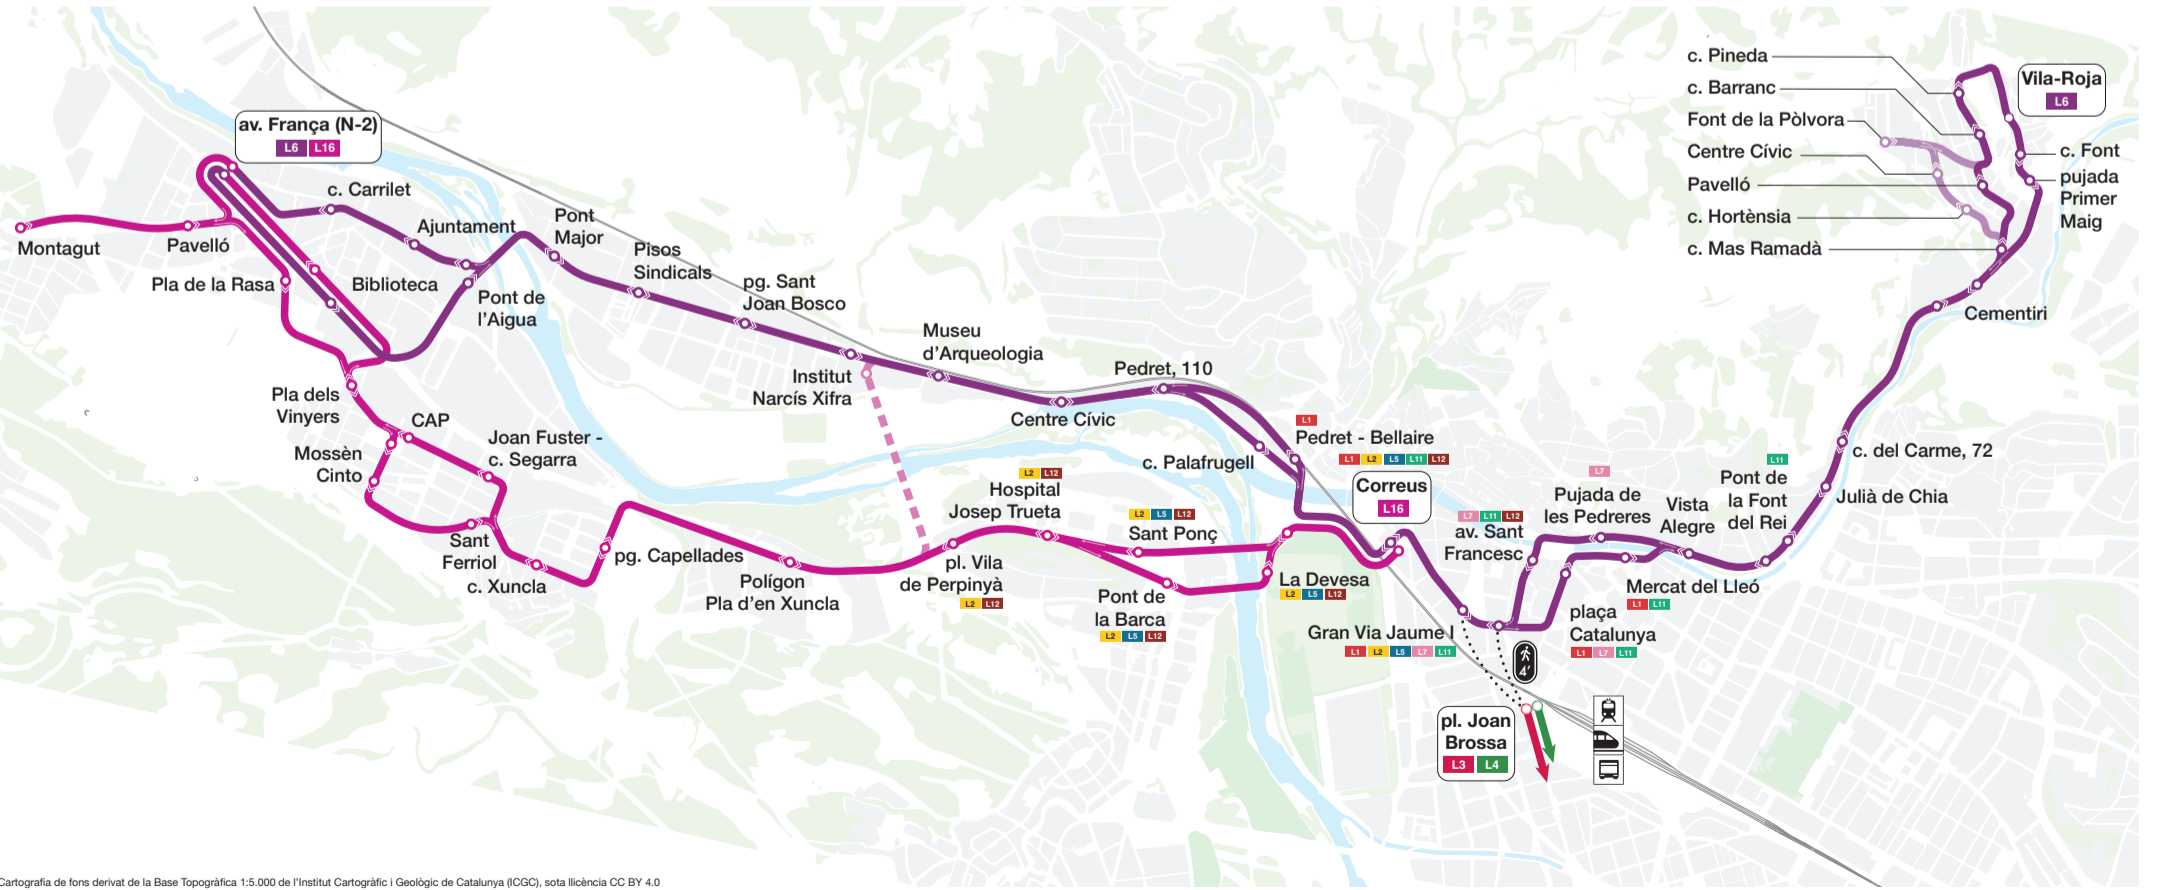 av. França (N-2)
L6 L16
Montagut
Pavelló
c. Carrilet
Ajuntament
Biblioteca
Pla de la Rasa
Pont de
l'Aigua
Pont
Major
Pisos
Sindicals
pg. Sant
Joan Bosco
Institut
Narcís Xifra
Museu
d'Arqueologia
Centre Cívic
Pedret, 110
c. Palafrugell
L1
Pedret - Bellaire
L1 L2 L5 L11 L12
Correus
L16
Pla dels
Vinyers
CAP
Mossèn
Cinto
Joan Fuster -
c. Segarra
Sant
Ferriol
c. Xuncla
pg. Capellades
Polígon
Pla d'en Xuncla
pl. Vila
de Perpinyà
L2 L12
L2 L12
Hospital
Josep Trueta
L2 L5 L12
Sant Ponç
Pont de
la Barca
L2 L5 L12
La Devesa
L2 L5 L12
Gran Via Jaume I
L1 L2 L5 L7 L11
4'
pl. Joan
Brossa
L3 L4
L7 L11 L12
av. Sant
Francesc
plaça
Catalunya
L1 L7 L11
L7
Pujada de
les Pedreres
Mercat del Lleó
L1 L11
Vista
Alegre
L11
Pont de
la Font
del Rei
Julià de Chia
c. del Carme, 72
Cementiri
c. Pineda
c. Barranc
Font de la Pòlvora
Centre Cívic
Pavelló
c. Hortènsia
c. Mas Ramadà
Vila-Roja
L6
c. Font
pujada
Primer
Maig
Cartografia de fons derivat de la Base Topogràfica 1:5.000 de l'Institut Cartogràfic i Geològic de Catalunya (ICGC), sota llicència CC BY 4.0